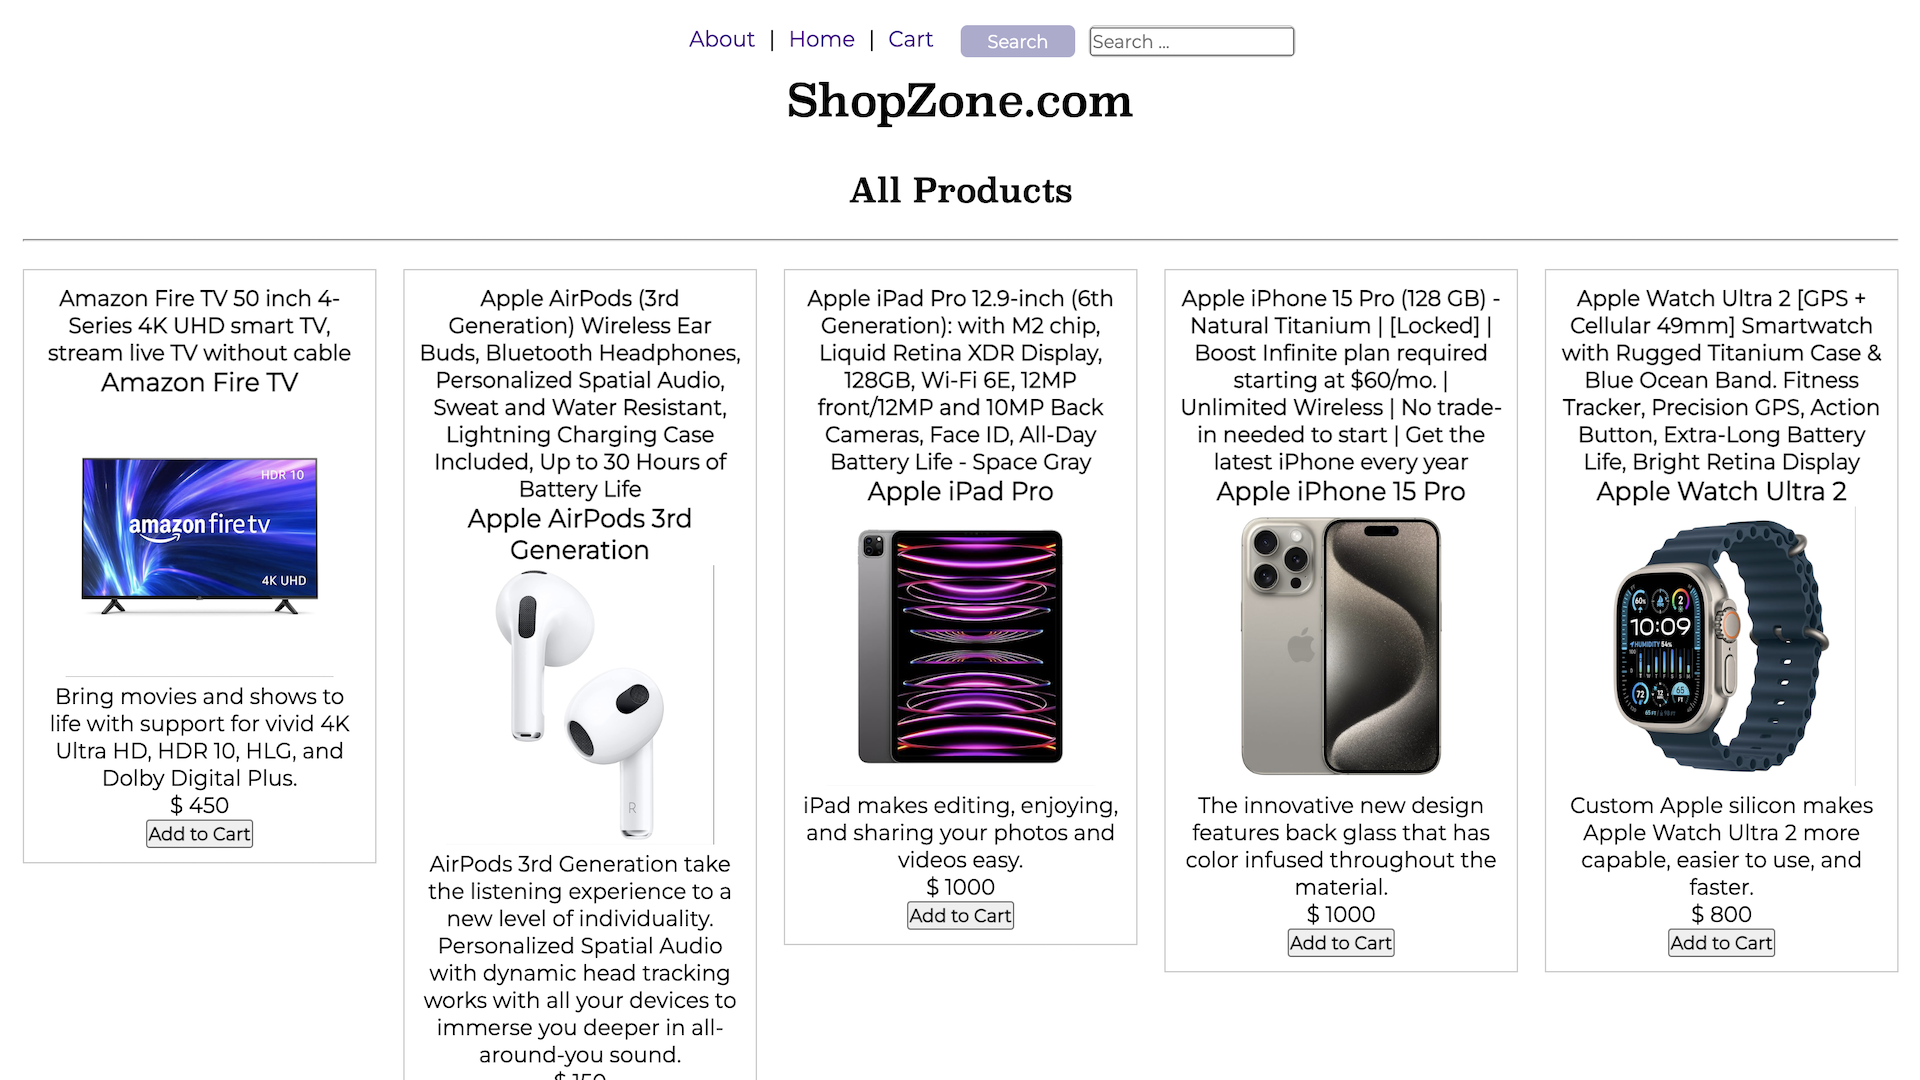 About | Home | Cart Search Search ...
ShopZone.com
All Products
Amazon Fire TV 50 inch 4-
Series 4K UHD smart TV,
stream live TV without cable
Amazon Fire TV
HDR 10
amazon fire tv
4K UHD
Bring movies and shows to
life with support for vivid 4K
Ultra HD, HDR 10, HLG, and
Dolby Digital Plus.
$ 450
Add to Cart
Apple AirPods (3rd
Generation) Wireless Ear
Buds, Bluetooth Headphones,
Personalized Spatial Audio,
Sweat and Water Resistant,
Lightning Charging Case
Included, Up to 30 Hours of
Battery Life
Apple AirPods 3rd
Generation
R
AirPods 3rd Generation take
the listening experience to a
new level of individuality.
Personalized Spatial Audio
with dynamic head tracking
works with all your devices to
immerse you deeper in all-
around-you sound.
$ 150
Apple iPad Pro 12.9-inch (6th
Generation): with M2 chip,
Liquid Retina XDR Display,
128GB, Wi-Fi 6E, 12MP
front/12MP and 10MP Back
Cameras, Face ID, All-Day
Battery Life - Space Gray
Apple iPad Pro
iPad makes editing, enjoying,
and sharing your photos and
videos easy.
$ 1000
Add to Cart
Apple iPhone 15 Pro (128 GB) -
Natural Titanium | [Locked] |
Boost Infinite plan required
starting at $60/mo. |
Unlimited Wireless | No trade-
in needed to start | Get the
latest iPhone every year
Apple iPhone 15 Pro
The innovative new design
features back glass that has
color infused throughout the
material.
$ 1000
Add to Cart
Apple Watch Ultra 2 [GPS +
Cellular 49mm] Smartwatch
with Rugged Titanium Case &
Blue Ocean Band. Fitness
Tracker, Precision GPS, Action
Button, Extra-Long Battery
Life, Bright Retina Display
Apple Watch Ultra 2
60% 2
10:09
HUMIDITY 54%
72 12 65
Custom Apple silicon makes
Apple Watch Ultra 2 more
capable, easier to use, and
faster.
$ 800
Add to Cart